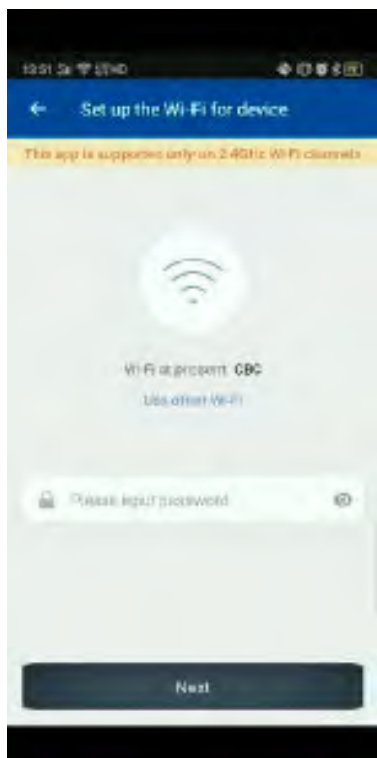 Set up the Wi-Fi for device
This app is supported only on 2.4GHz Wi-Fi channels
Wi-Fi at present CBC
Use other Wi-Fi
Please input password
Next